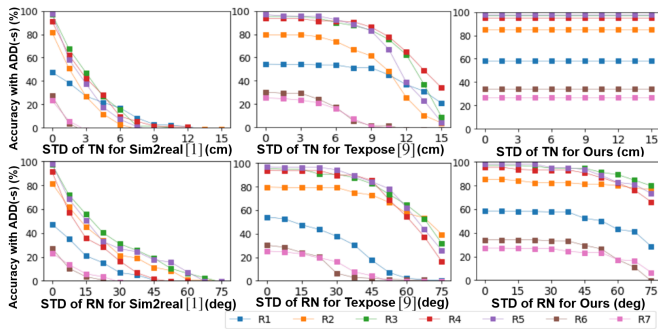 Accuracy with ADD(-s) (%)
100
80
60
40
20
0
0 3 6 9 12 15
STD of TN for Sim2real[1](cm)
100
80
60
40
20
0
0 3 6 9 12 15
STD of TN for Texpose[9](cm)
100
80
60
40
20
0
0 3 6 9 12 15
STD of TN for Ours (cm)
Accuracy with ADD(-s) (%)
100
80
60
40
20
0
0 15 30 45 60 75
STD of RN for Sim2real[1](deg)
100
80
60
40
20
0
0 15 30 45 60 75
STD of RN for Texpose[9](deg)
100
80
60
40
20
0
0 15 30 45 60 75
STD of RN for Ours (deg)
R1 R2 R3 R4 R5 R6 R7